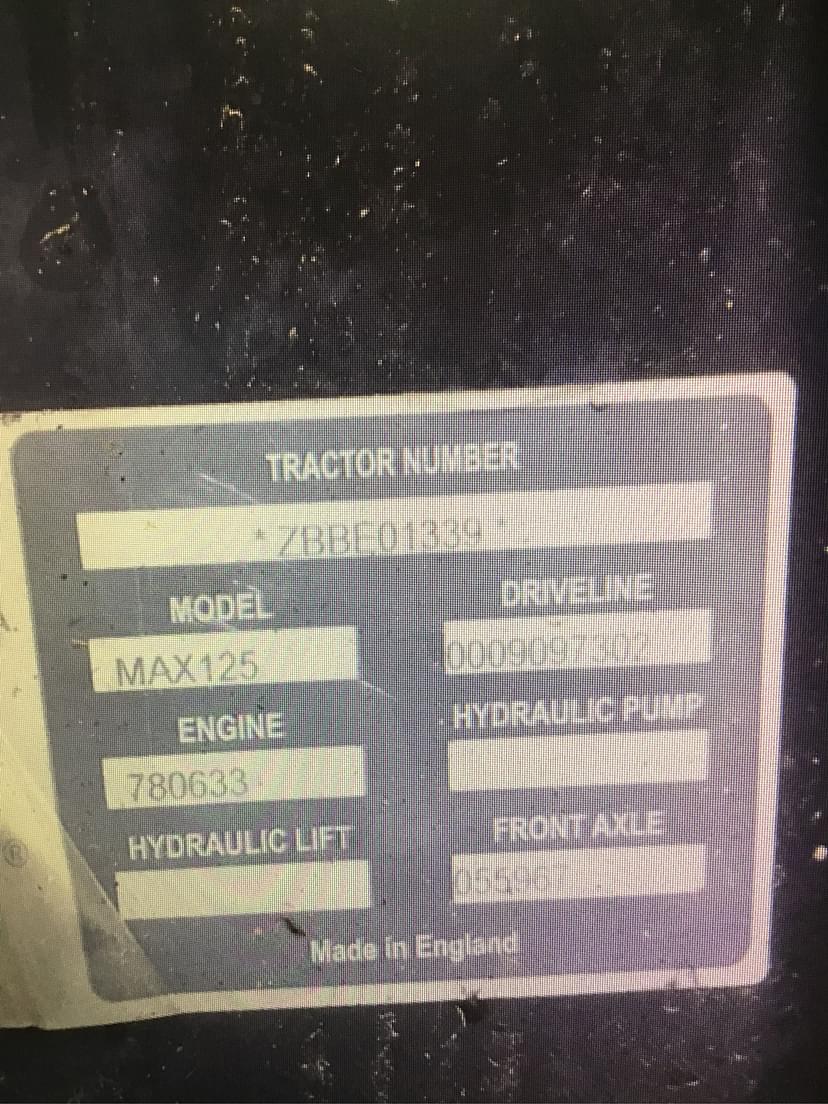 TRACTOR NUMBER
*ZBBE01339*
MODEL DRIVELINE
MAX125 0009097302
ENGINE HYDRAULIC PUMP
780633
HYDRAULIC LIFT FRONT AXLE
055967
Made in England
®